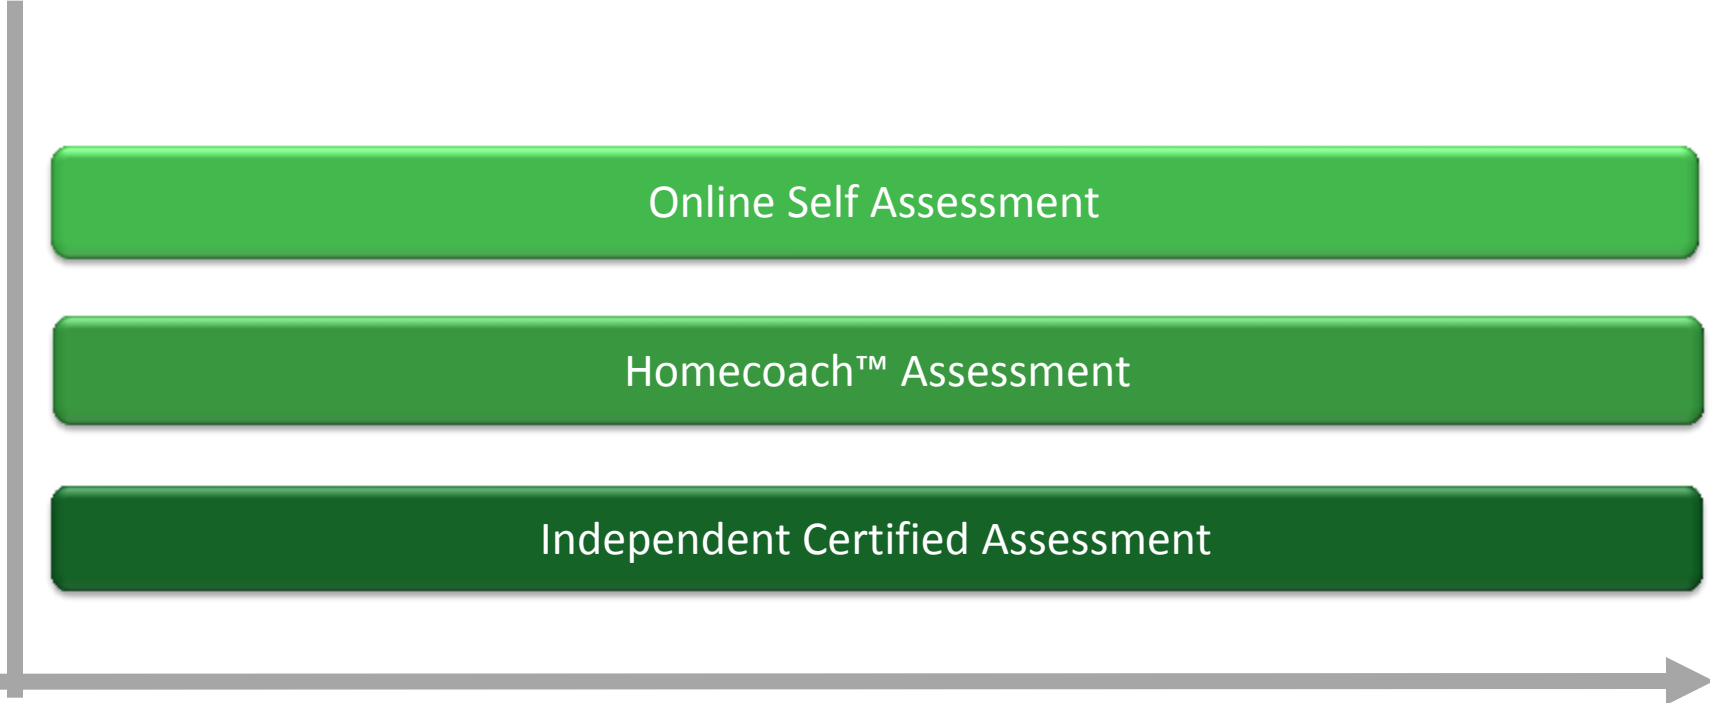 Online Self Assessment
Homecoach™ Assessment
Independent Certified Assessment